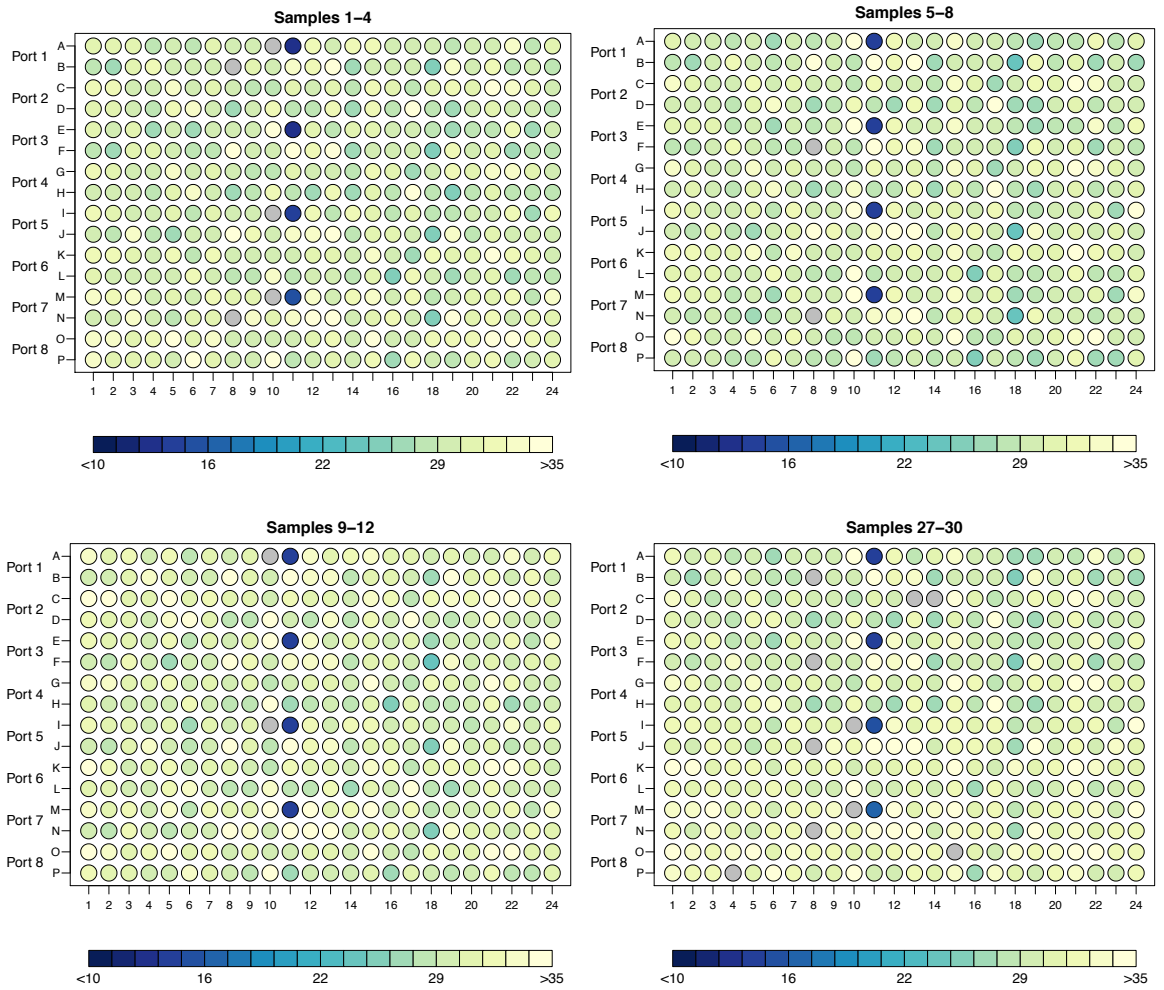 Samples 1–4
Port 1
Port 2
Port 3
Port 4
Port 5
Port 6
Port 7
Port 8
A
B
C
D
E
F
G
H
I
J
K
L
M
N
O
P
1 2 3 4 5 6 7 8 9 10 12 14 16 18 20 22 24
<10 16 22 29 >35
Samples 5–8
Port 1
Port 2
Port 3
Port 4
Port 5
Port 6
Port 7
Port 8
A
B
C
D
E
F
G
H
I
J
K
L
M
N
O
P
1 2 3 4 5 6 7 8 9 10 12 14 16 18 20 22 24
<10 16 22 29 >35
Samples 9–12
Port 1
Port 2
Port 3
Port 4
Port 5
Port 6
Port 7
Port 8
A
B
C
D
E
F
G
H
I
J
K
L
M
N
O
P
1 2 3 4 5 6 7 8 9 10 12 14 16 18 20 22 24
<10 16 22 29 >35
Samples 27–30
Port 1
Port 2
Port 3
Port 4
Port 5
Port 6
Port 7
Port 8
A
B
C
D
E
F
G
H
I
J
K
L
M
N
O
P
1 2 3 4 5 6 7 8 9 10 12 14 16 18 20 22 24
<10 16 22 29 >35